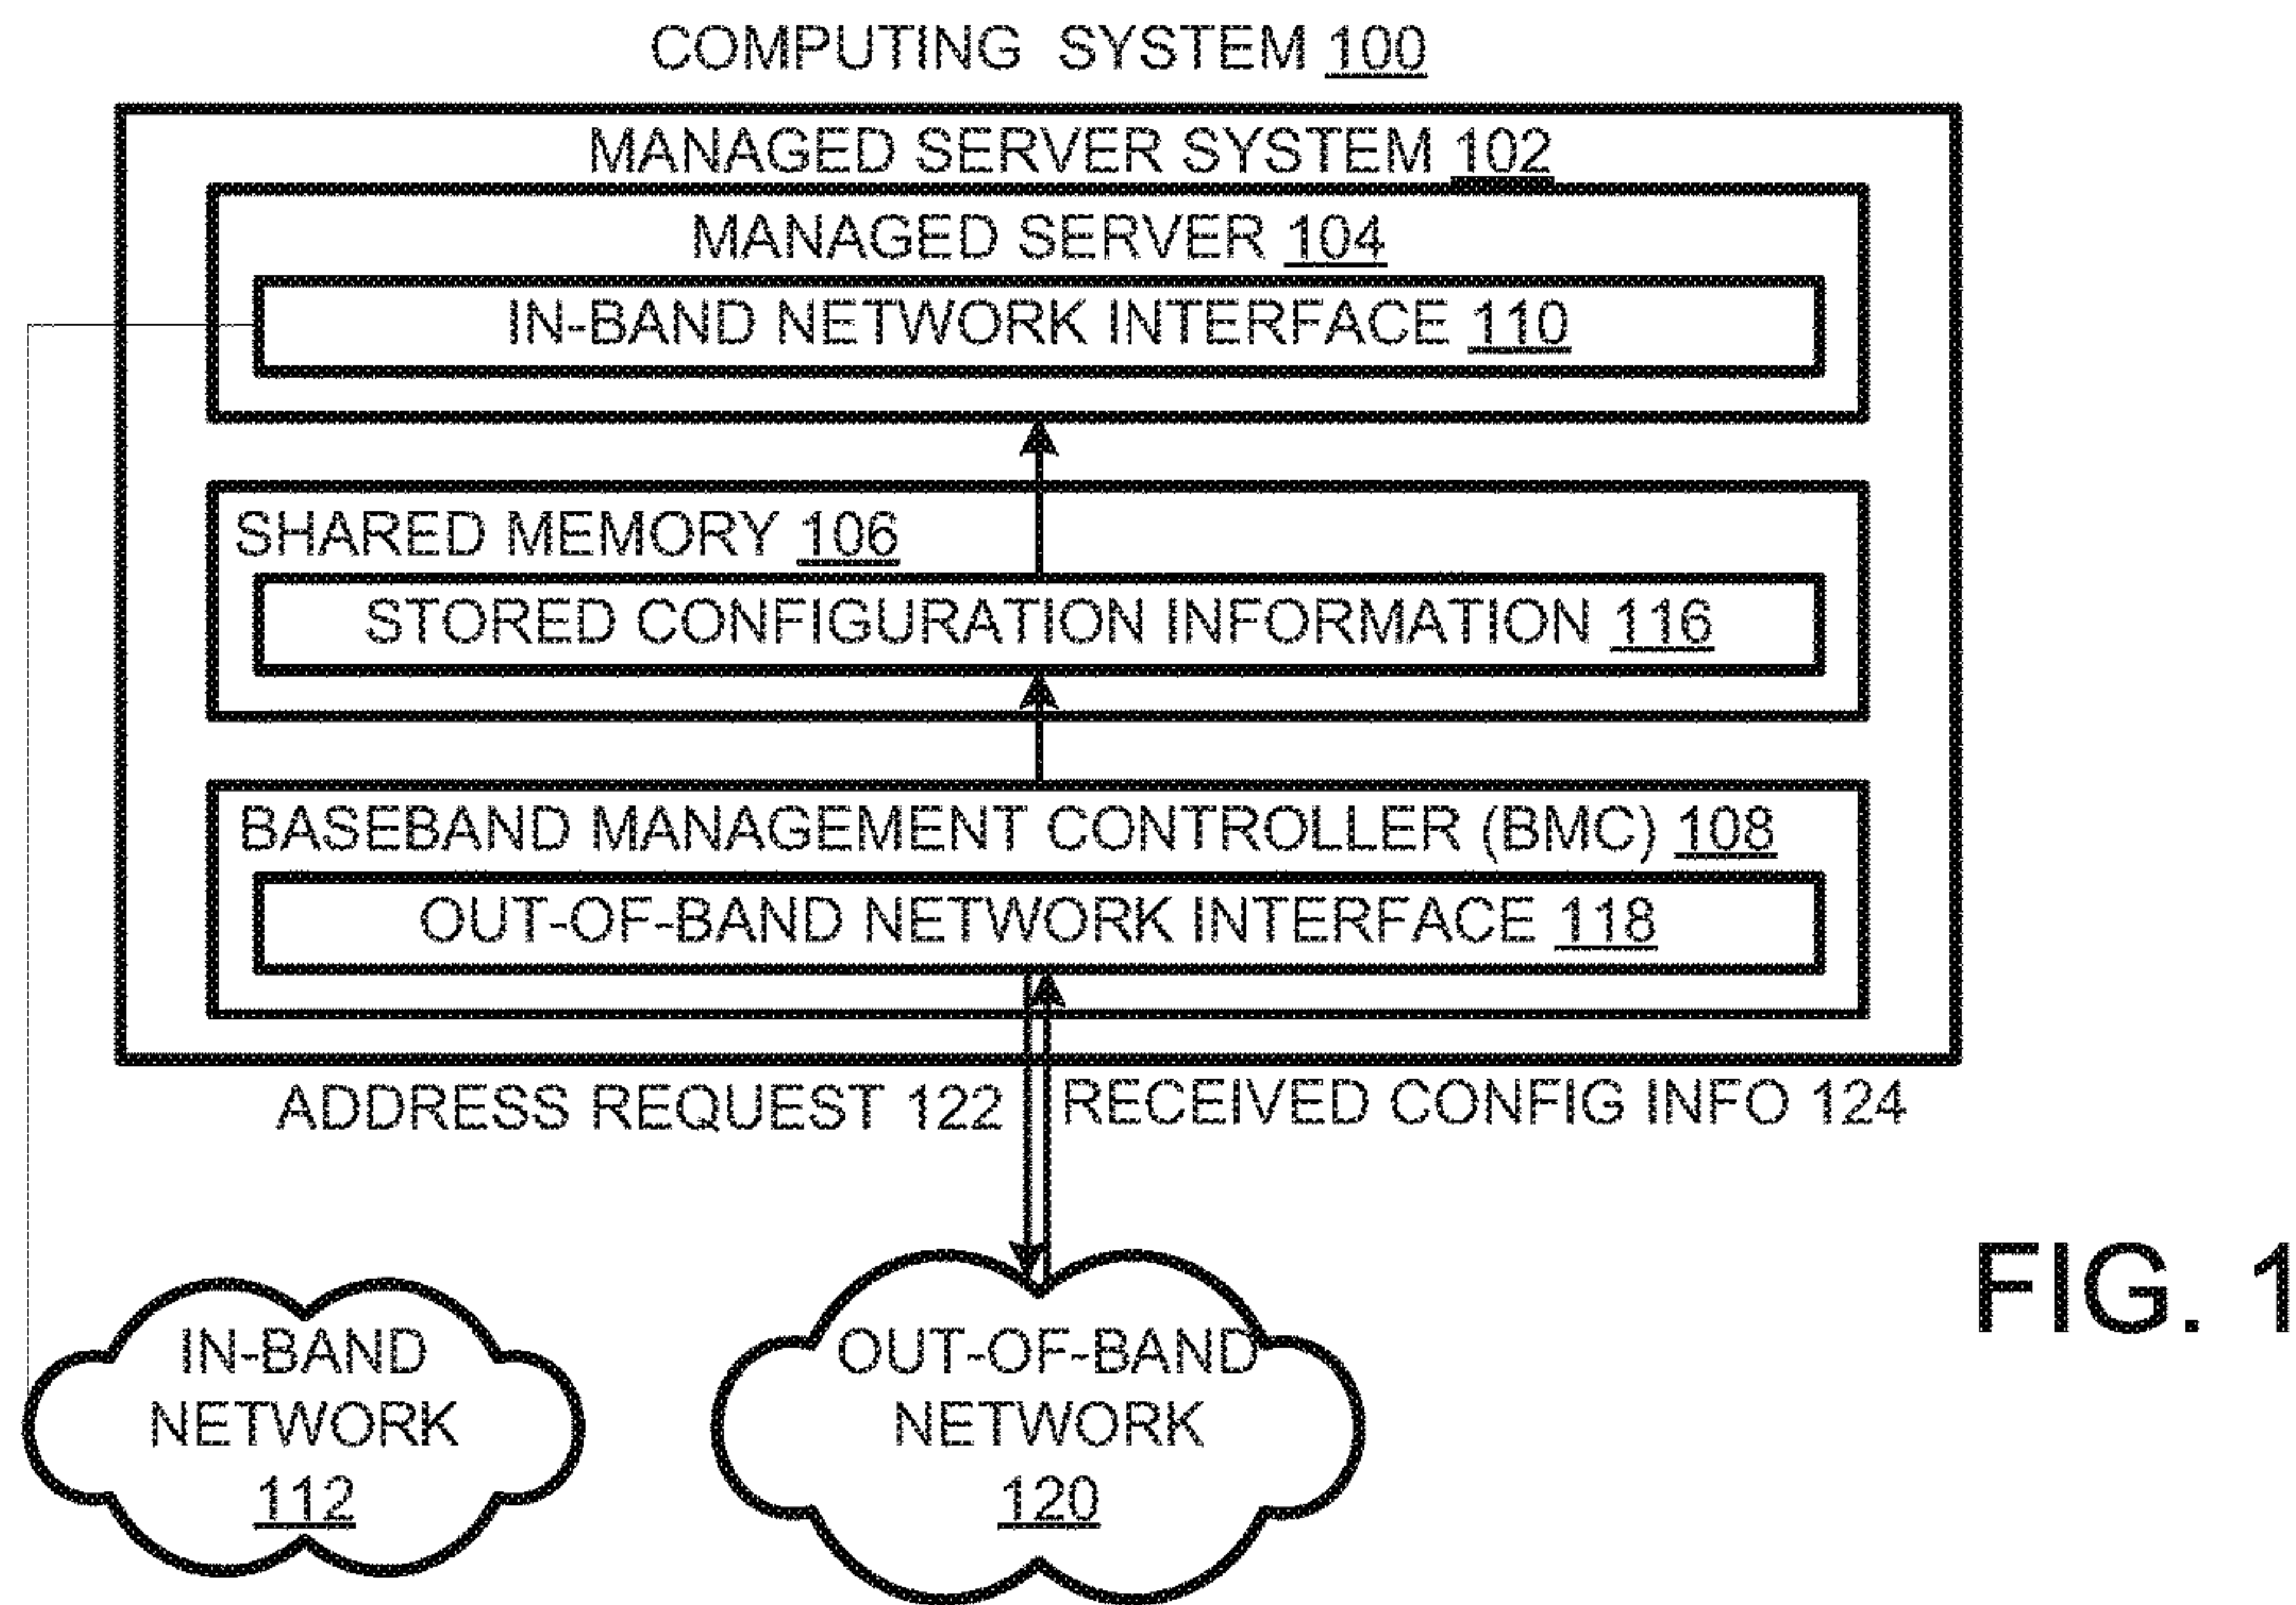 COMPUTING SYSTEM 100
MANAGED SERVER SYSTEM 102
MANAGED SERVER 104
IN-BAND NETWORK INTERFACE 110
SHARED MEMORY 106
STORED CONFIGURATION INFORMATION 116
BASEBAND MANAGEMENT CONTROLLER (BMC) 108
OUT-OF-BAND NETWORK INTERFACE 118
ADDRESS REQUEST 122
RECEIVED CONFIG INFO 124
IN-BAND
NETWORK
112
OUT-OF-BAND
NETWORK
120
FIG. 1